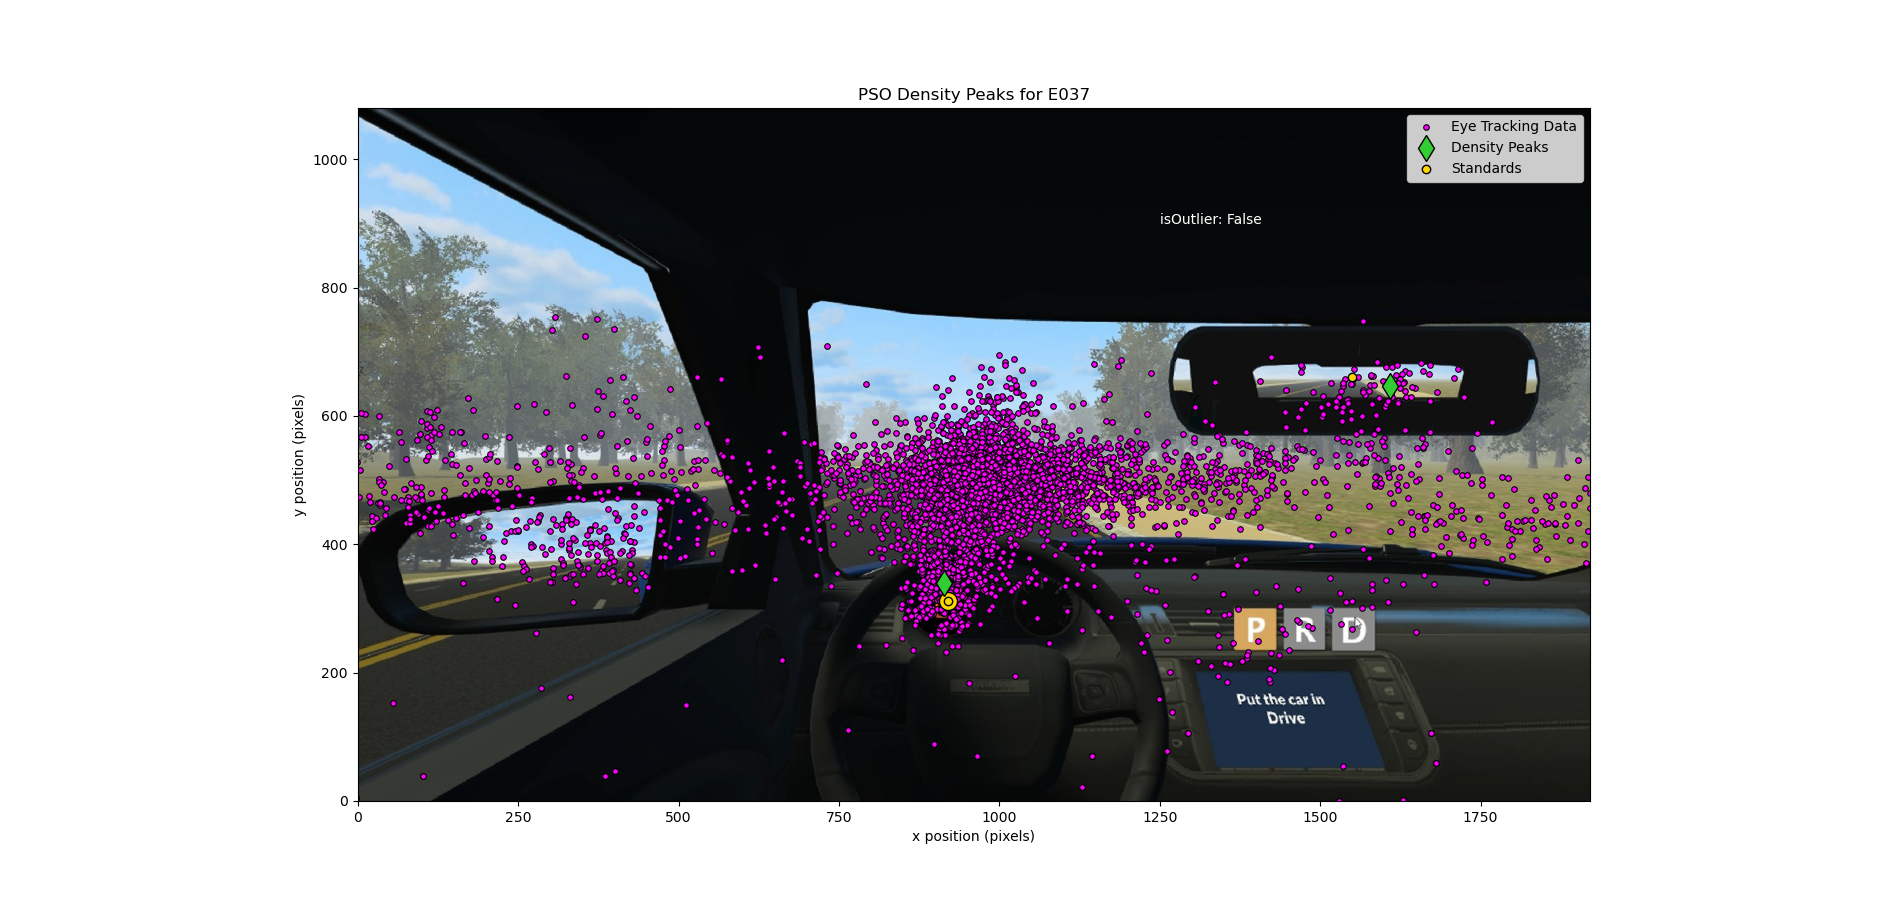 PSO Density Peaks for E037
Eye Tracking Data
Density Peaks
Standards
isOutlier: False
1000
800
600
400
200
0
y position (pixels)
P R D
Put the car in
Drive
0 250 500 750 1000 1250 1500 1750
x position (pixels)